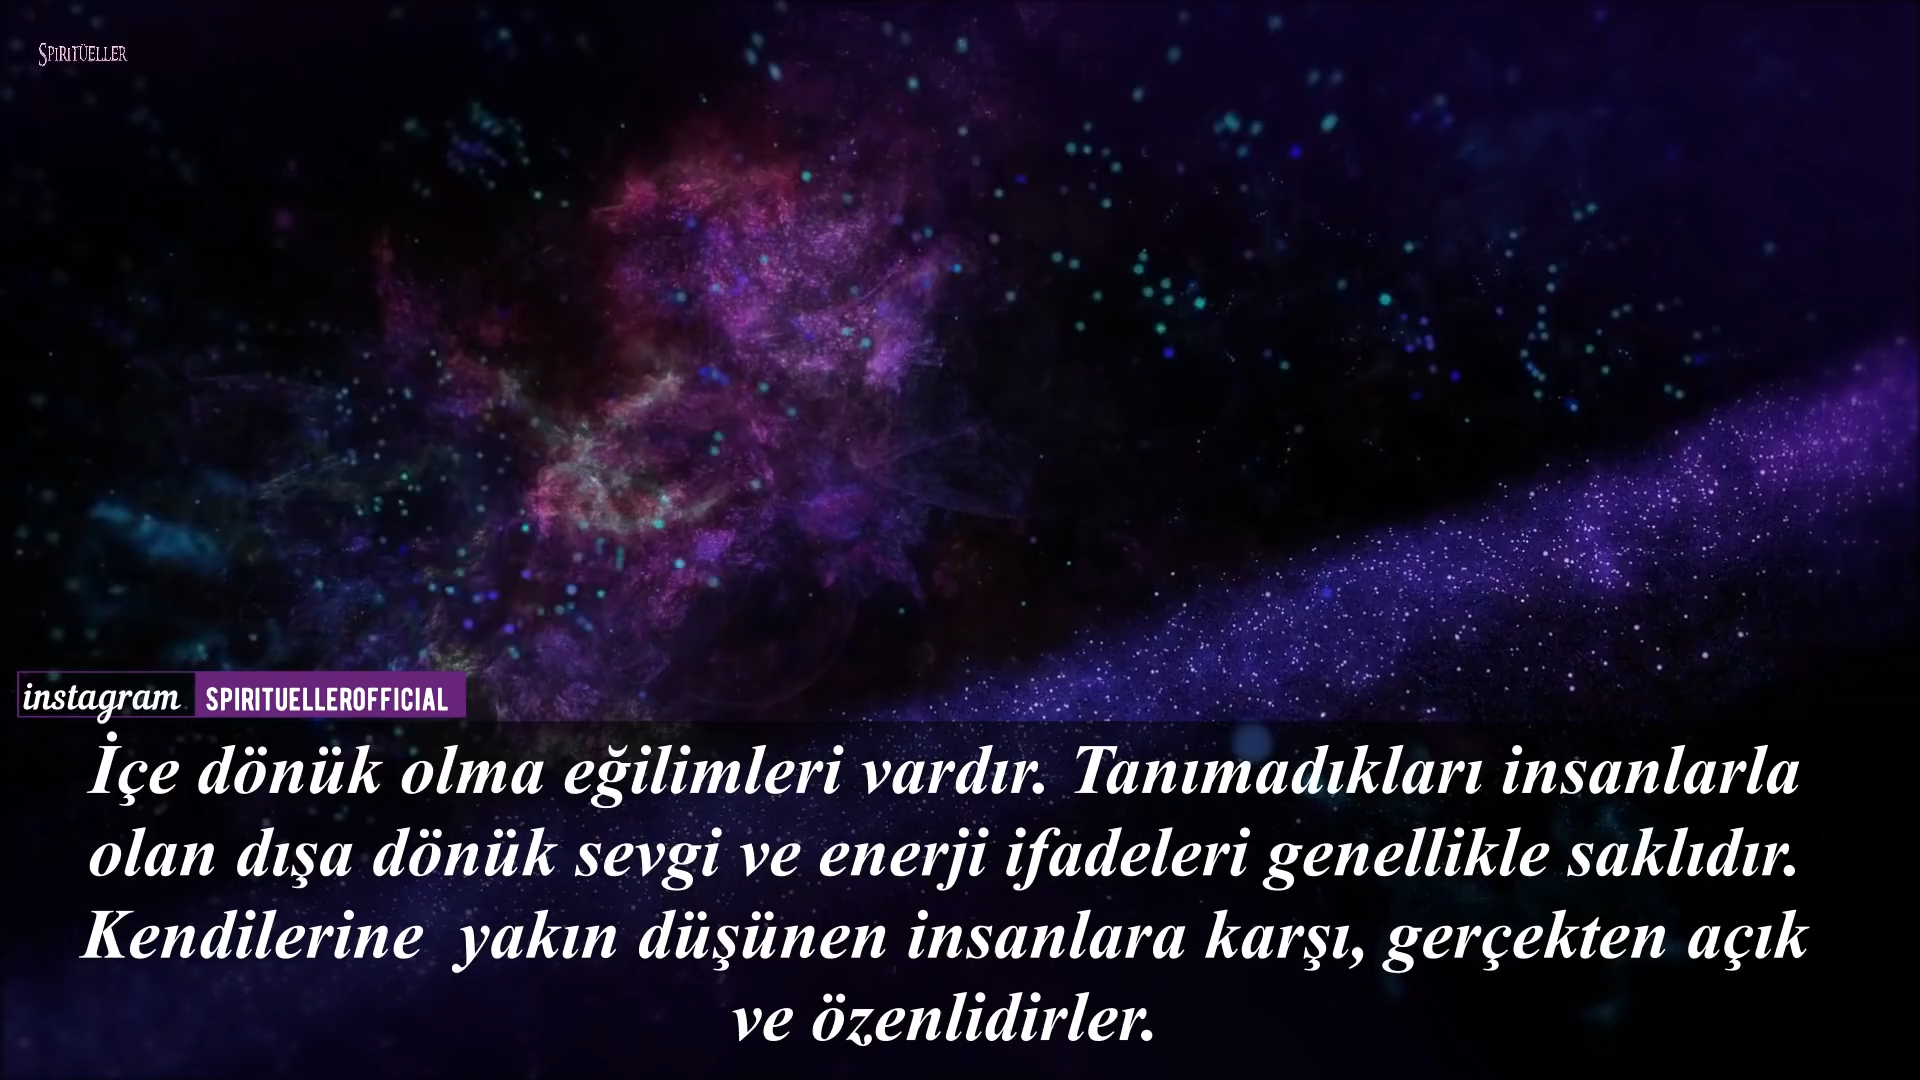 SPIRITÜELLER
instagram SPIRITUELLEROFFICIAL
İçe dönük olma eğilimleri vardır. Tanımadıkları insanlarla
olan dışa dönük sevgi ve enerji ifadeleri genellikle saklıdır.
Kendilerine  yakın düşünen insanlara karşı, gerçekten açık
ve özenlidirler.